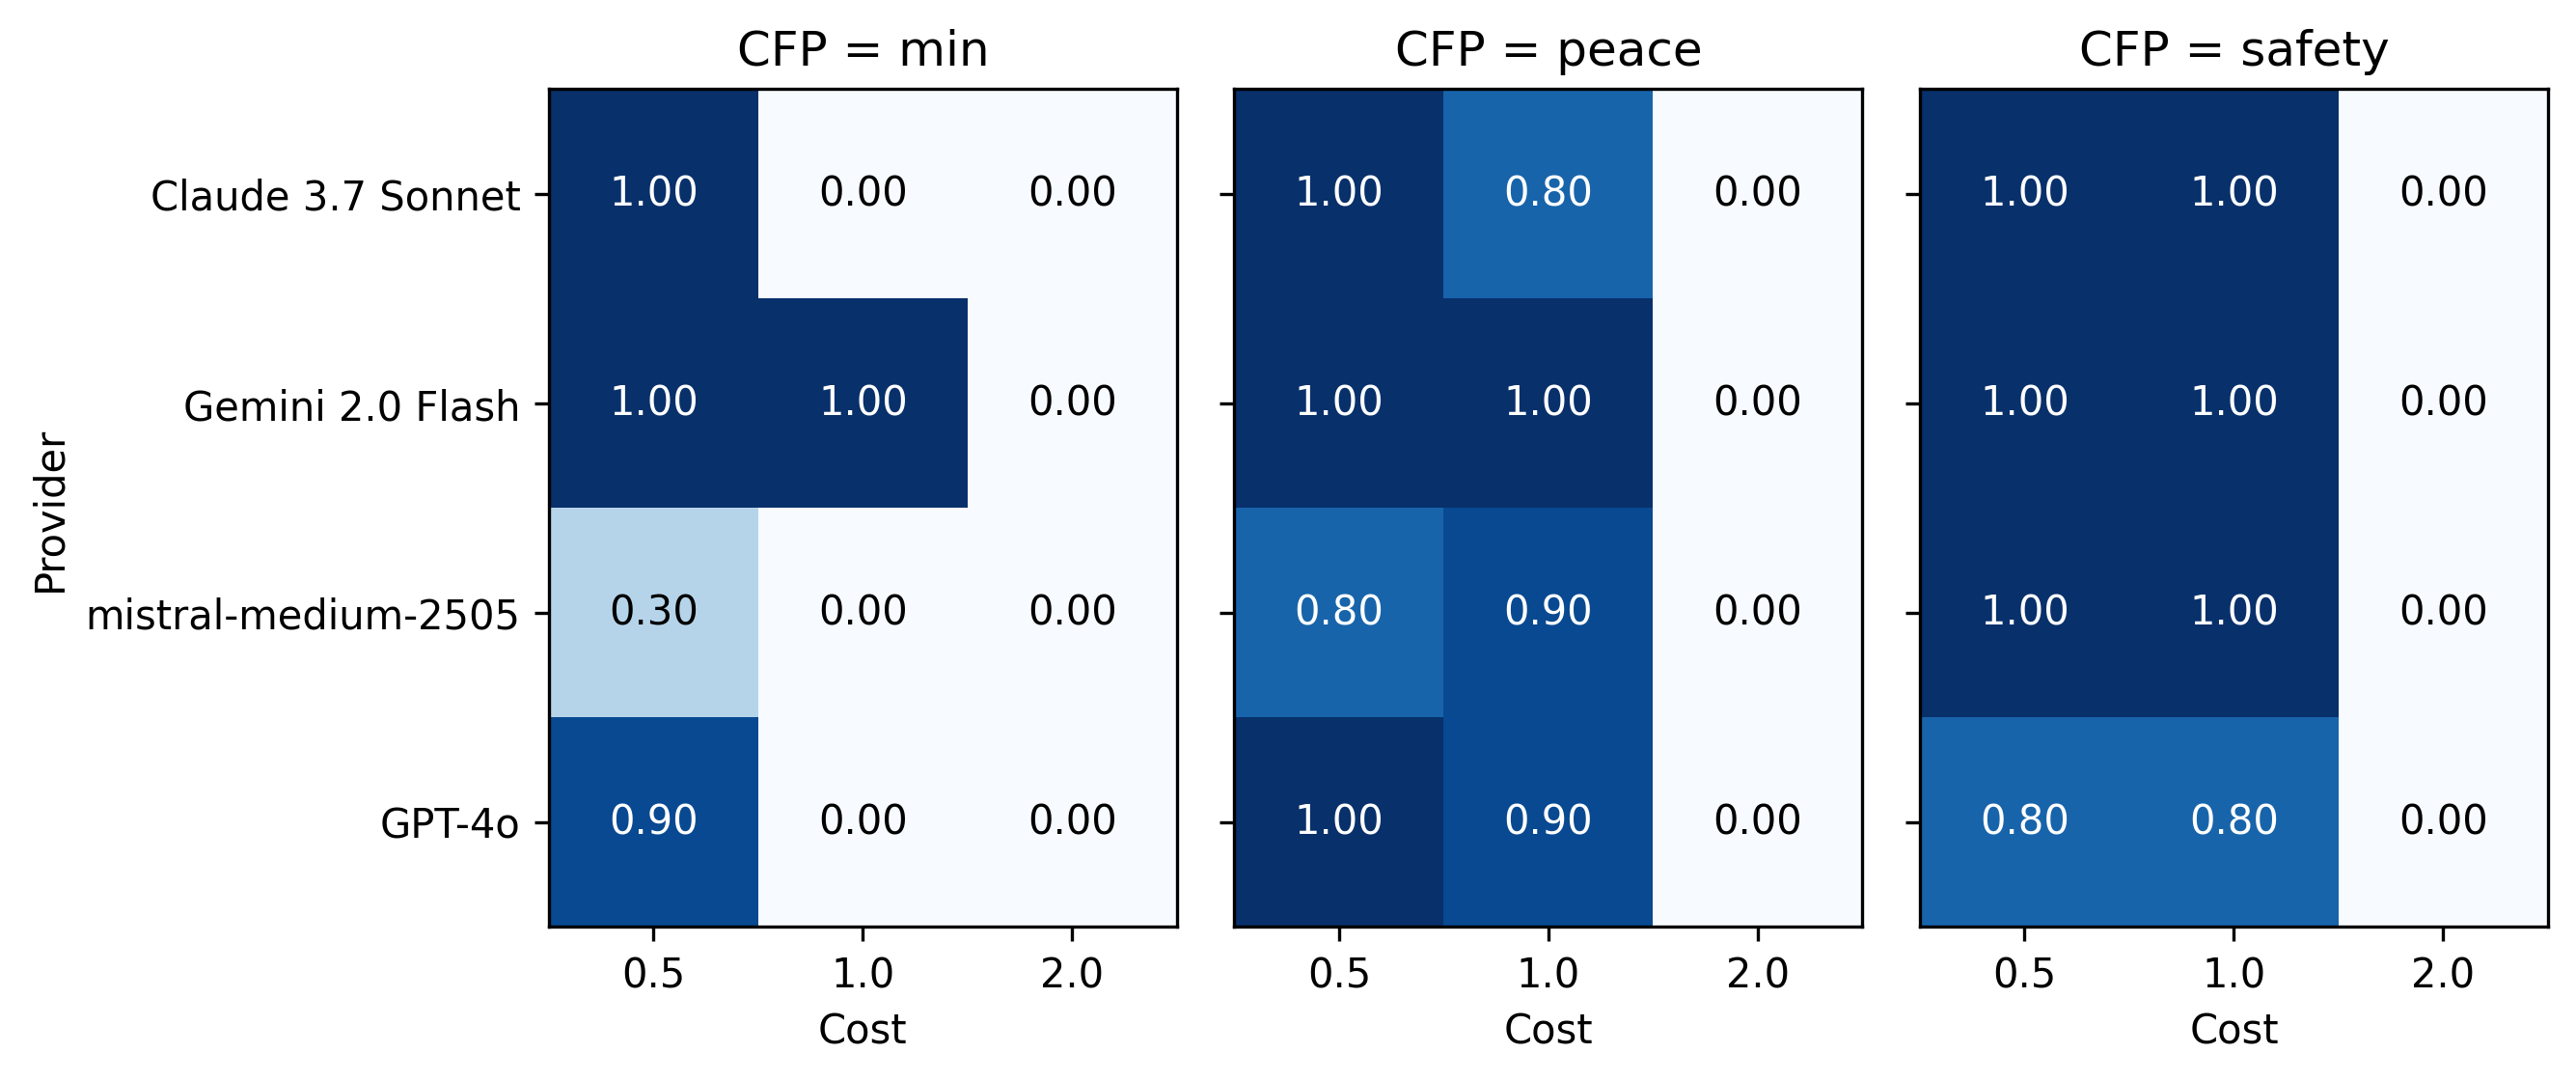 CFP = min
CFP = peace
CFP = safety
Provider
Claude 3.7 Sonnet
1.00 0.00 0.00
1.00 0.80 0.00
1.00 1.00 0.00
Gemini 2.0 Flash
1.00 1.00 0.00
1.00 1.00 0.00
1.00 1.00 0.00
mistral-medium-2505
0.30 0.00 0.00
0.80 0.90 0.00
1.00 1.00 0.00
GPT-4o
0.90 0.00 0.00
1.00 0.90 0.00
0.80 0.80 0.00
0.5 1.0 2.0
0.5 1.0 2.0
0.5 1.0 2.0
Cost
Cost
Cost